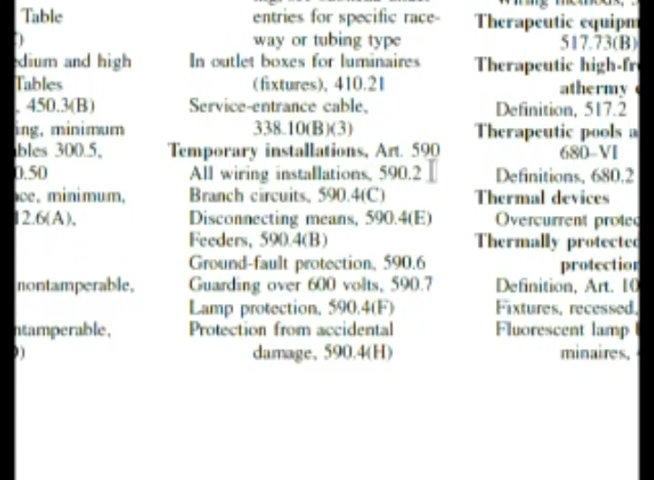 Table
)
dium and high
Tables
, 450.3(B)
ing, minimum
bles 300.5,
0.50
ace, minimum,
12.6(A),
nontamperable,
ntamperable,
)
entries for specific race-
way or tubing type
In outlet boxes for luminaires
(fixtures), 410.21
Service-entrance cable,
338.10(B)(3)
Temporary installations, Art. 590
All wiring installations, 590.2
Branch circuits, 590.4(C)
Disconnecting means, 590.4(E)
Feeders, 590.4(B)
Ground-fault protection, 590.6
Guarding over 600 volts, 590.7
Lamp protection, 590.4(F)
Protection from accidental
damage, 590.4(H)
Therapeutic equipm
517.73(B)
Therapeutic high-fr
athermy
Definition, 517.2
Therapeutic pools a
680-VI
Definitions, 680.2
Thermal devices
Overcurrent protec
Thermally protected
protection
Definition, Art. 10
Fixtures, recessed,
Fluorescent lamp
minaires,